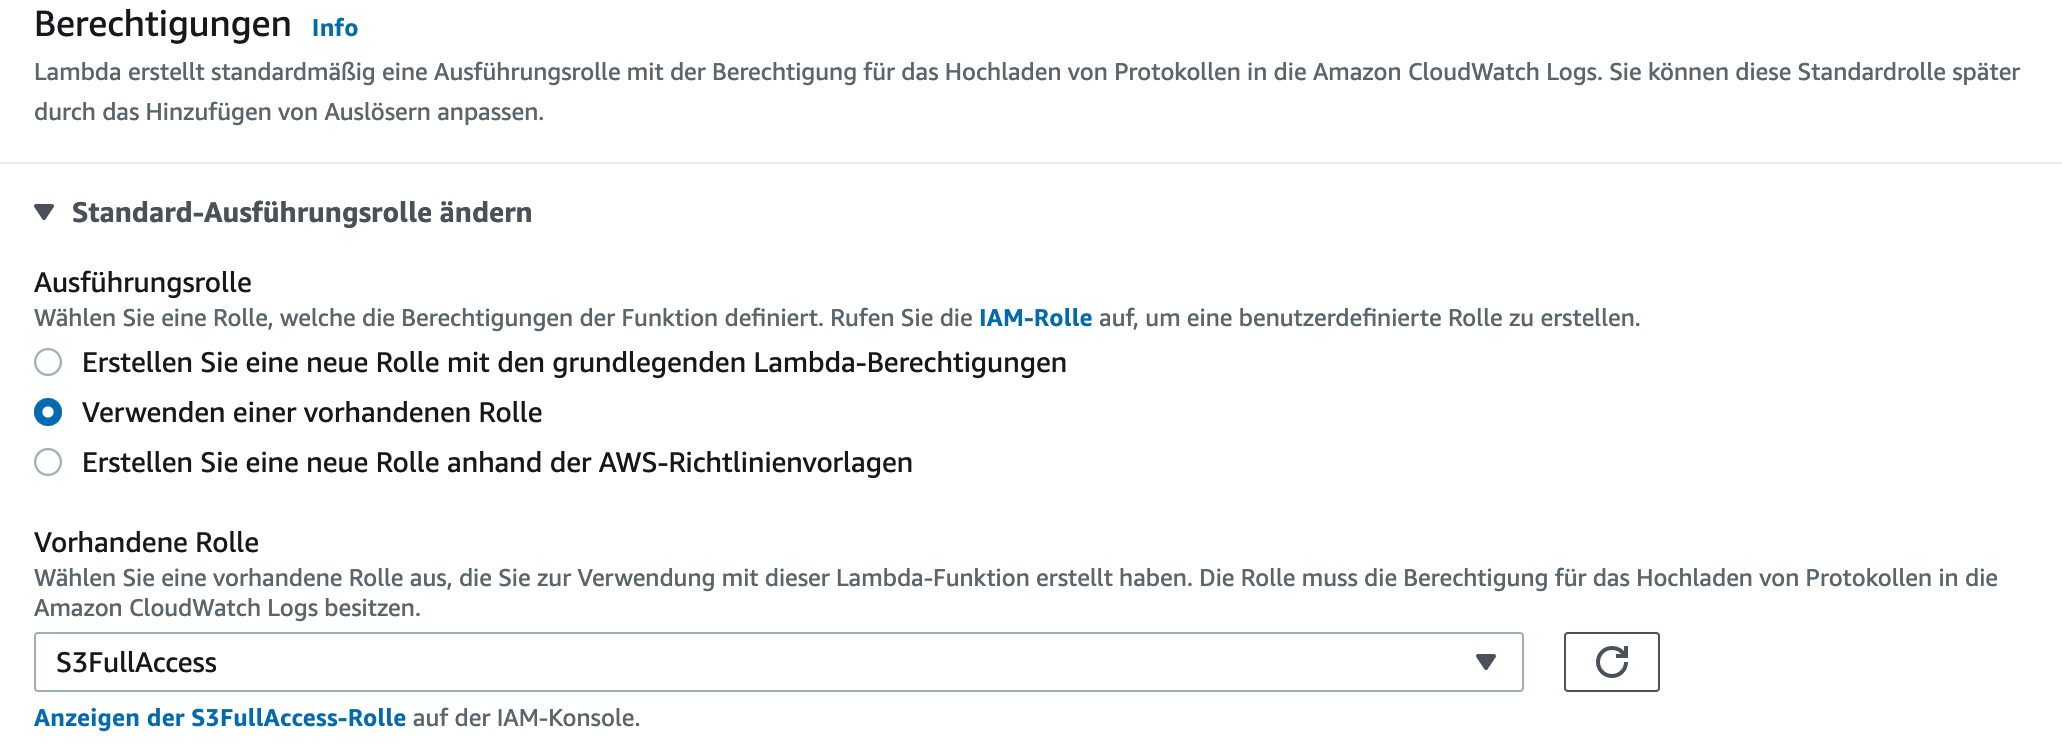 Berechtigungen Info
Lambda erstellt standardmäßig eine Ausführungsrolle mit der Berechtigung für das Hochladen von Protokollen in die Amazon CloudWatch Logs. Sie können diese Standardrolle später
durch das Hinzufügen von Auslösern anpassen.
Standard-Ausführungsrolle ändern
Ausführungsrolle
Wählen Sie eine Rolle, welche die Berechtigungen der Funktion definiert. Rufen Sie die IAM-Rolle auf, um eine benutzerdefinierte Rolle zu erstellen.
Erstellen Sie eine neue Rolle mit den grundlegenden Lambda-Berechtigungen
Verwenden einer vorhandenen Rolle
Erstellen Sie eine neue Rolle anhand der AWS-Richtlinienvorlagen
Vorhandene Rolle
Wählen Sie eine vorhandene Rolle aus, die Sie zur Verwendung mit dieser Lambda-Funktion erstellt haben. Die Rolle muss die Berechtigung für das Hochladen von Protokollen in die
Amazon CloudWatch Logs besitzen.
S3FullAccess
Anzeigen der S3FullAccess-Rolle auf der IAM-Konsole.